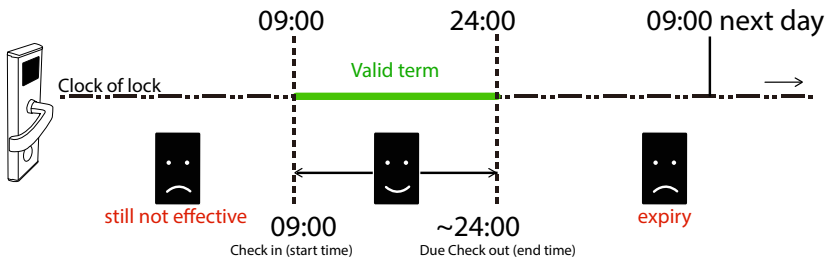 09:00 24:00 09:00 next day
Valid term
Clock of lock
still not effective
expiry
09:00 ~24:00
Check in (start time) Due Check out (end time)